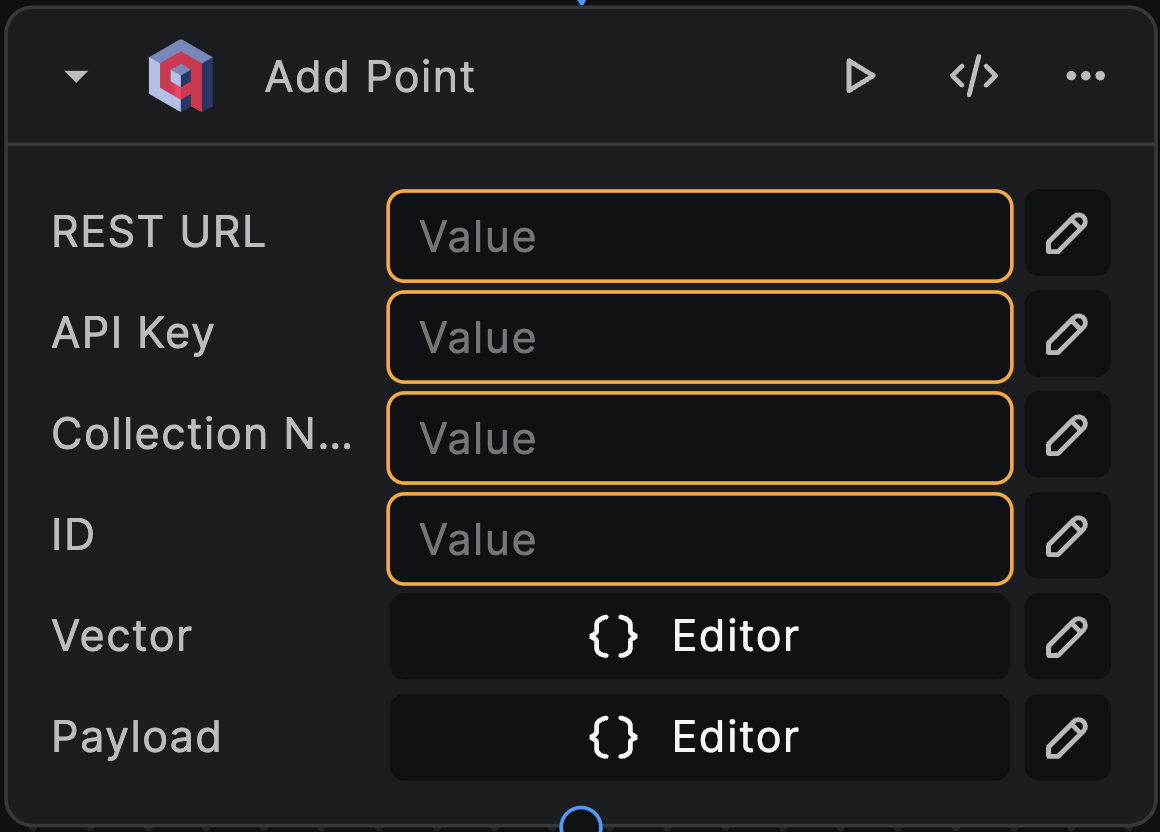 Add Point
REST URL Value
API Key Value
Collection N... Value
ID Value
Vector {} Editor
Payload {} Editor